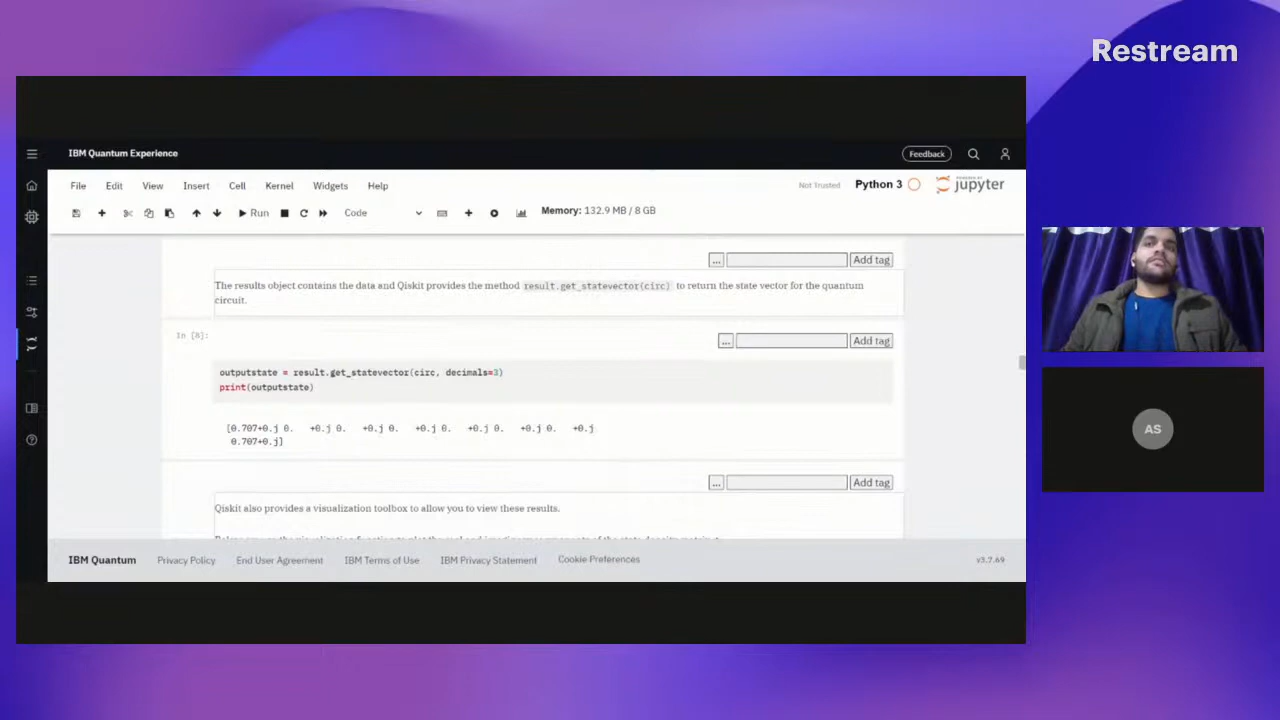 Restream
IBM Quantum Experience
Feedback
File Edit View Insert Cell Kernel Widgets Help
Not Trusted Python 3 POWERED BY jupyter
Run Code Memory: 132.9 MB / 8 GB
... Add tag
The results object contains the data and Qiskit provides the method result.get_statevector(circ) to return the state vector for the quantum
circuit.
In [8]:
... Add tag
outputstate = result.get_statevector(circ, decimals=3)
print(outputstate)
[0.707+0.j 0. +0.j 0. +0.j 0. +0.j 0. +0.j 0. +0.j 0. +0.j
0.707+0.j]
... Add tag
Qiskit also provides a visualization toolbox to allow you to view these results.
IBM Quantum Privacy Policy End User Agreement IBM Terms of Use IBM Privacy Statement Cookie Preferences v3.7.69
AS